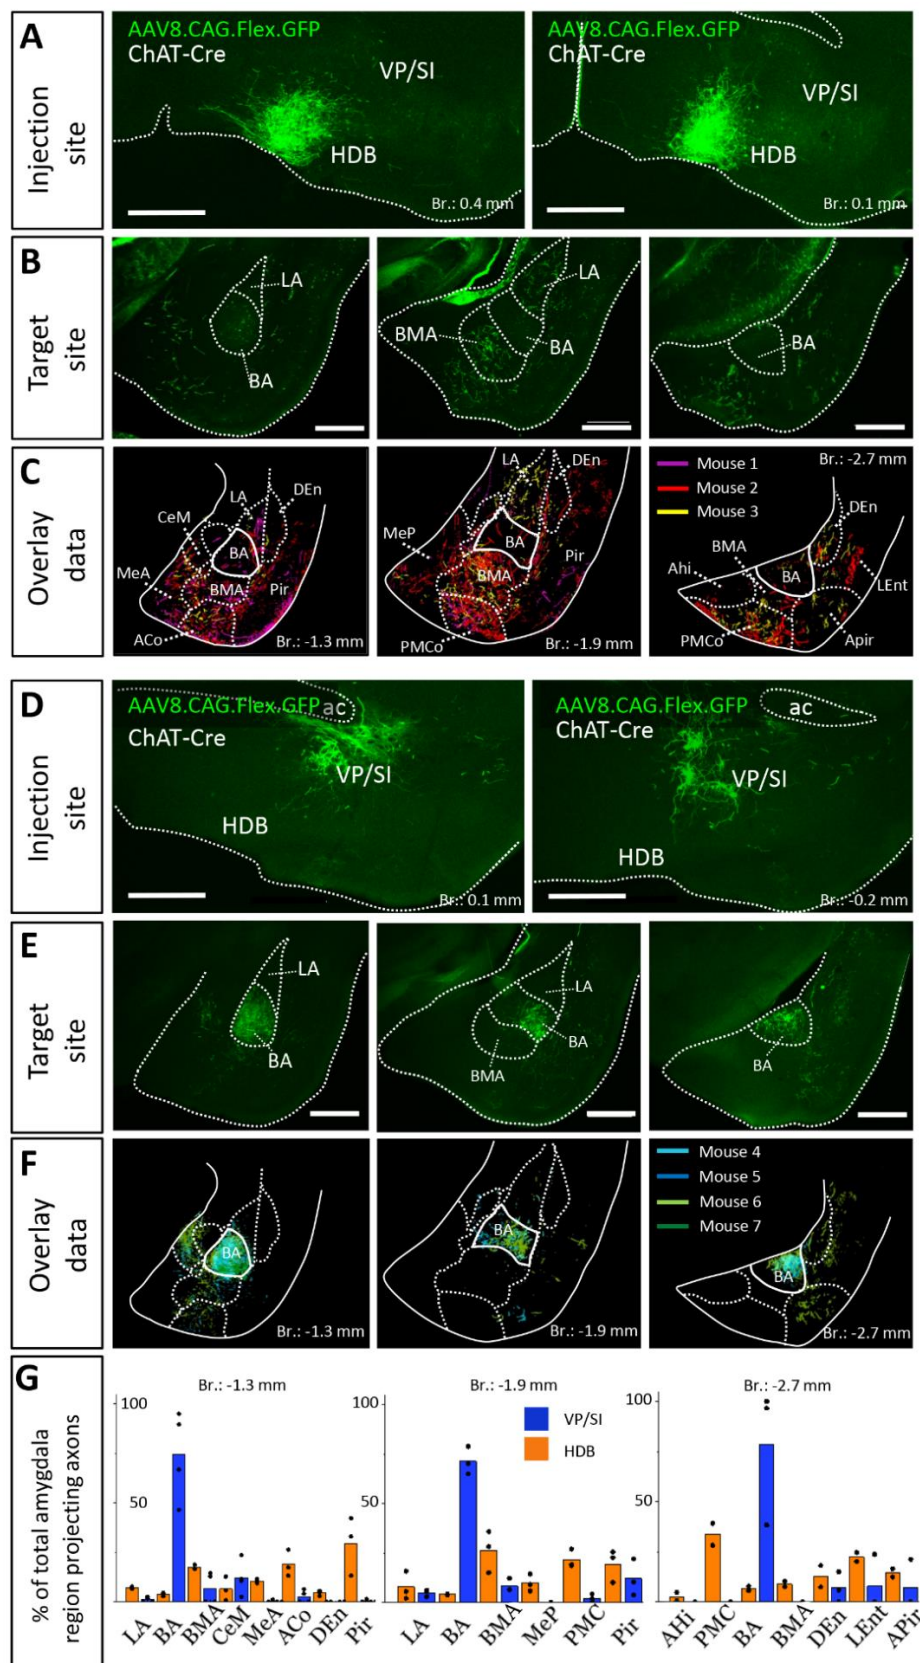 A
Injection
site
AAV8.CAG.Flex.GFP
ChAT-Cre
VP/SI
HDB
Br.: 0.4 mm
AAV8.CAG.Flex.GFP
ChAT-Cre
VP/SI
HDB
Br.: 0.1 mm
B
Target
site
LA
BA
LA
BMA
BA
BA
C
Overlay
data
LA
DEn
CeM
BA
MeA
BMA
Pir
ACo
Br.: -1.3 mm
LA
DEn
MeP
BA
Pir
BMA
PMCo
Br.: -1.9 mm
Mouse 1
Mouse 2
Mouse 3
Br.: -2.7 mm
DEn
BMA
Ahi
BA
LEnt
PMCo
Apir
D
Injection
site
AAV8.CAG.Flex.GFP
ac
ChAT-Cre
VP/SI
HDB
Br.: 0.1 mm
AAV8.CAG.Flex.GFP
ac
ChAT-Cre
VP/SI
HDB
Br.: -0.2 mm
E
Target
site
LA
BA
LA
BA
BMA
BA
F
Overlay
data
BA
Br.: -1.3 mm
BA
Br.: -1.9 mm
Mouse 4
Mouse 5
Mouse 6
Mouse 7
BA
Br.: -2.7 mm
G
% of total amygdala
region projecting axons
Br.: -1.3 mm
100
50
LA
BA
BMA
CeM
MeA
ACo
DEn
Pir
Br.: -1.9 mm
100
50
VP/SI
HDB
LA
BA
BMA
MeP
PMC
Pir
Br.: -2.7 mm
100
50
AHi
PMC
BA
BMA
DEn
LEnt
APir